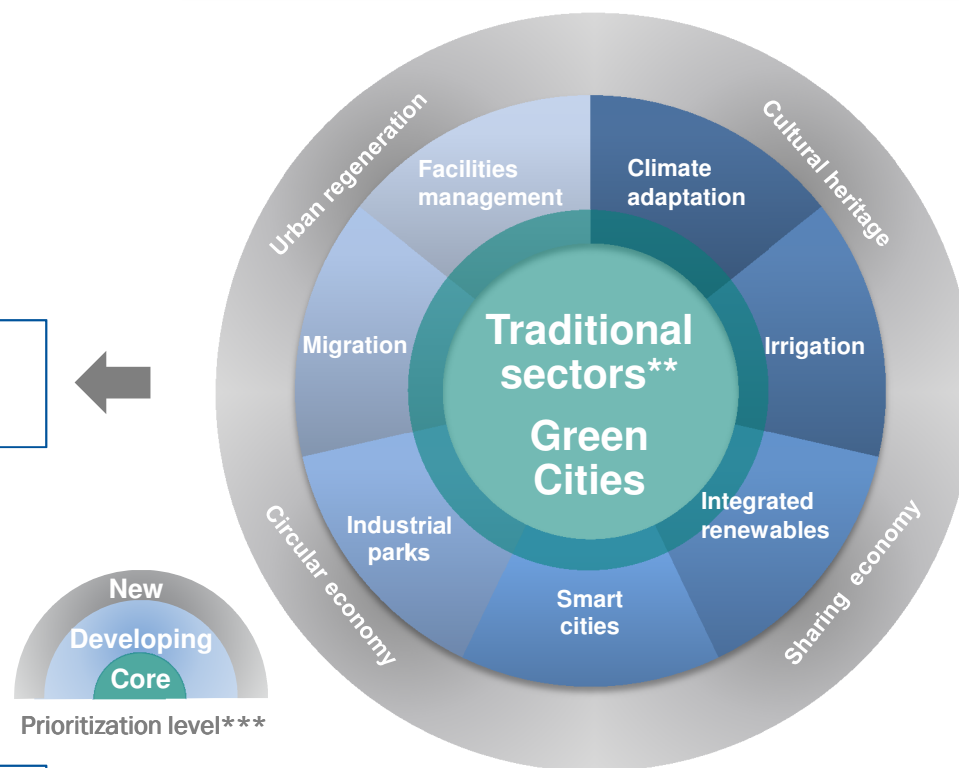 Urban regeneration
Cultural heritage
Facilities
management
Climate
adaptation
Migration
Traditional
sectors**
Green
Cities
Irrigation
Industrial
parks
Integrated
renewables
Smart
cities
Circular economy
Sharing economy
New
Developing
Core
Prioritization level***